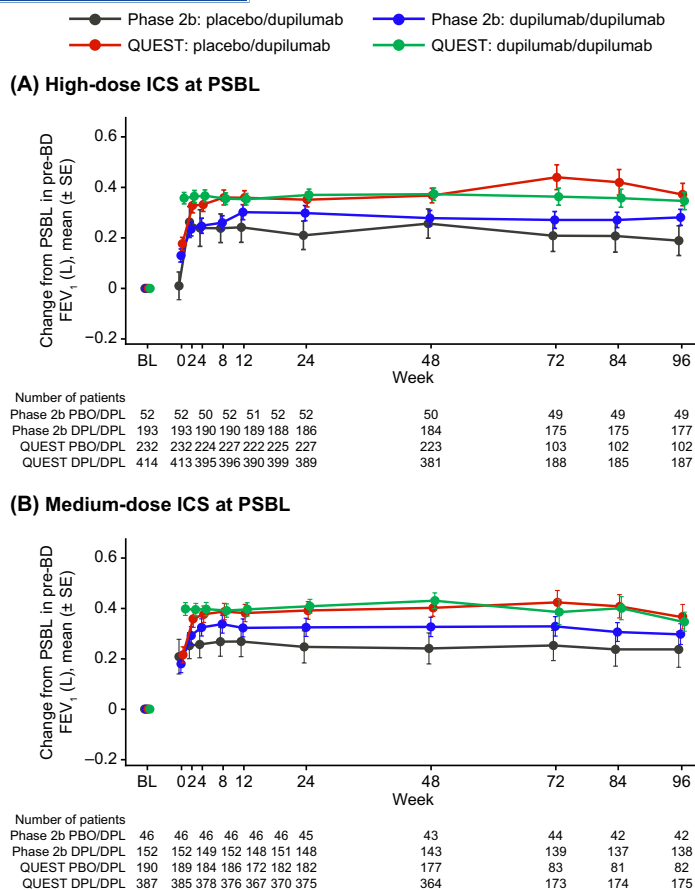 Phase 2b: placebo/dupilumab Phase 2b: dupilumab/dupilumab
QUEST: placebo/dupilumab QUEST: dupilumab/dupilumab
(A) High-dose ICS at PSBL
Change from PSBL in pre-BD
FEV1 (L), mean (± SE)
0.6
0.4
0.2
0
−0.2
BL 0 2 4 8 12 24 48 72 84 96
Week
Number of patients
Phase 2b PBO/DPL 52 52 50 52 51 52 52 50 49 49 49
Phase 2b DPL/DPL 193 193 190 190 189 188 186 184 175 175 177
QUEST PBO/DPL 232 232 224 227 222 225 227 223 103 102 102
QUEST DPL/DPL 414 413 395 396 390 399 389 381 188 185 187
(B) Medium-dose ICS at PSBL
Change from PSBL in pre-BD
FEV1 (L), mean (± SE)
0.6
0.4
0.2
0
−0.2
BL 0 2 4 8 12 24 48 72 84 96
Week
Number of patients
Phase 2b PBO/DPL 46 46 46 46 46 46 45 43 44 42 42
Phase 2b DPL/DPL 152 152 149 152 148 151 148 143 139 137 138
QUEST PBO/DPL 190 189 184 186 172 182 182 177 83 81 82
QUEST DPL/DPL 387 385 378 376 367 370 375 364 173 174 175